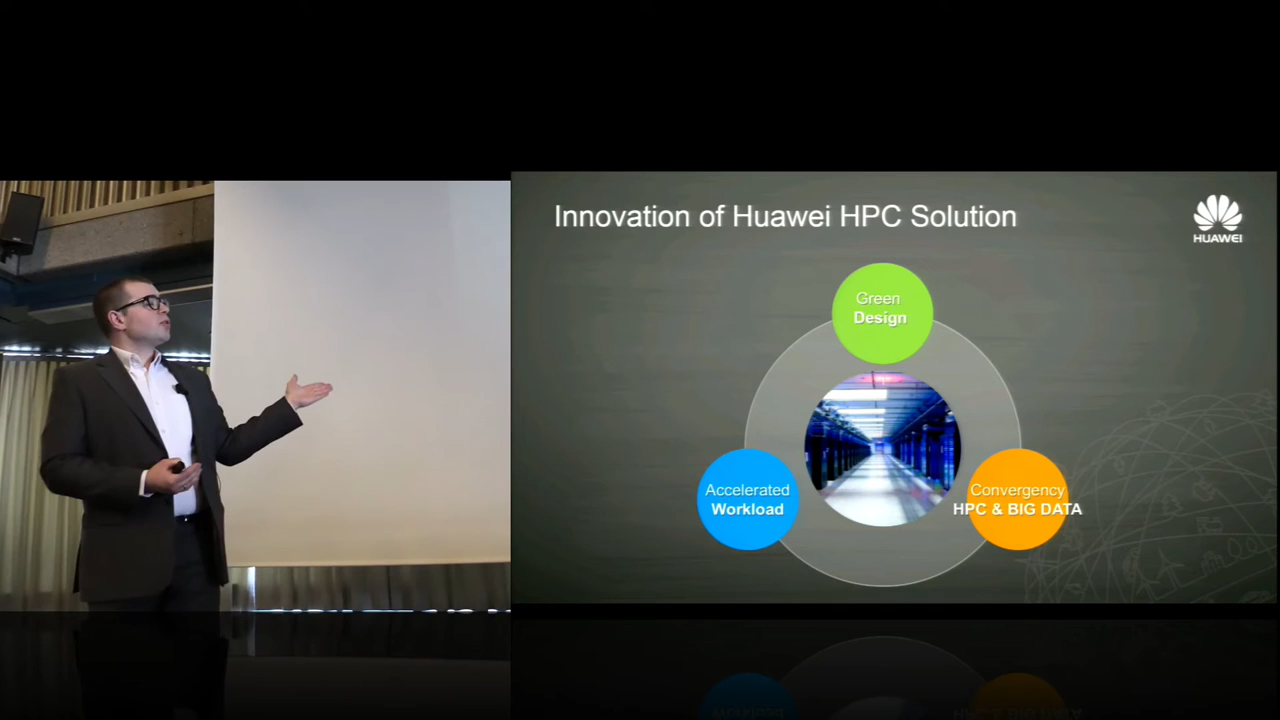 Innovation of Huawei HPC Solution
HUAWEI
Green
Design
Accelerated
Workload
Convergency
HPC & BIG DATA